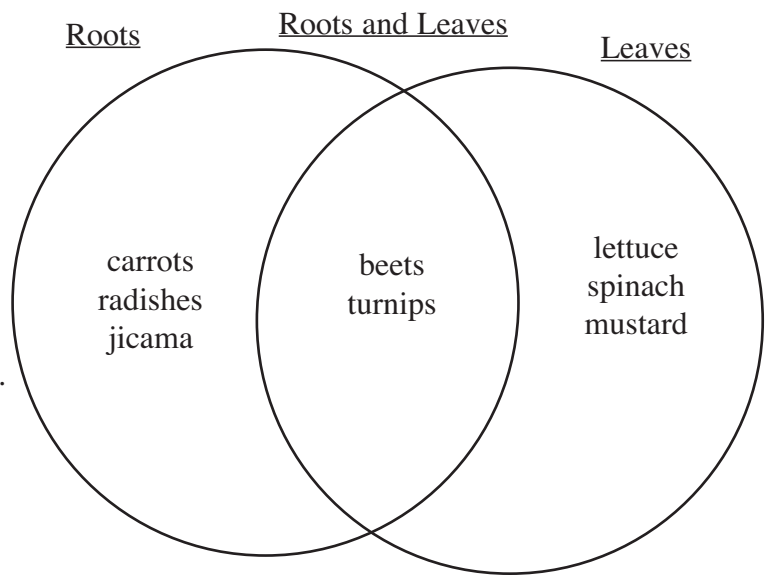 Roots
Roots and Leaves
Leaves
carrots
radishes
jicama
beets
turnips
lettuce
spinach
mustard
.